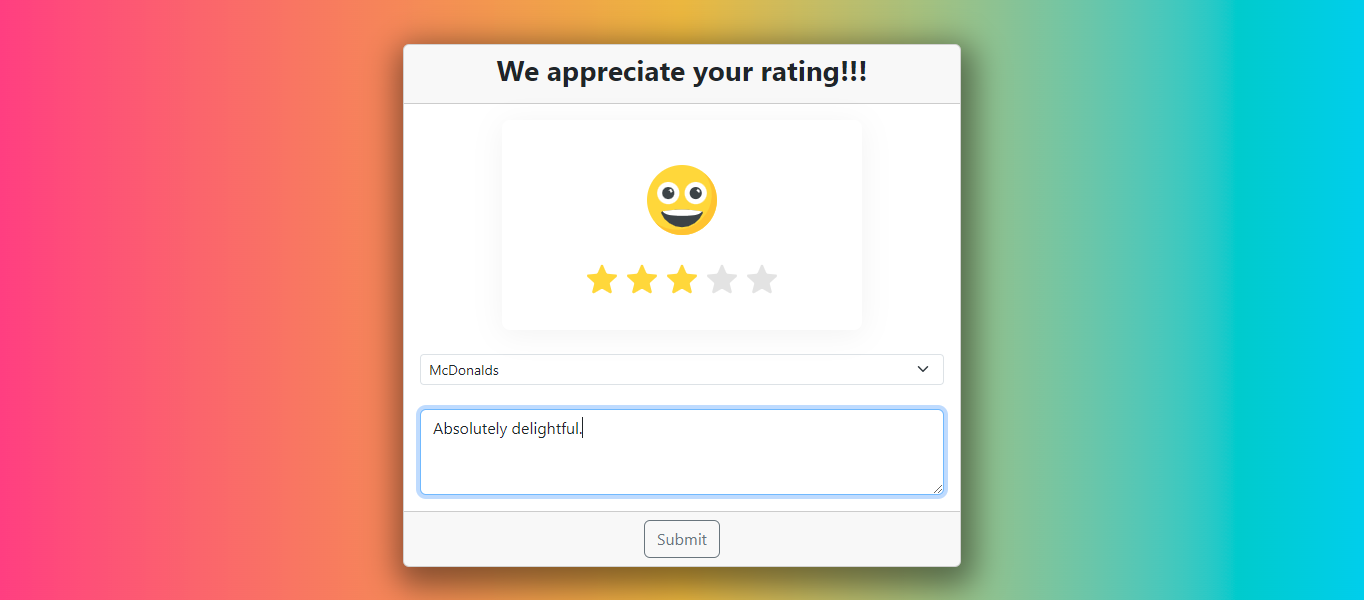 We appreciate your rating!!!
McDonalds
Absolutely delightful.
Submit